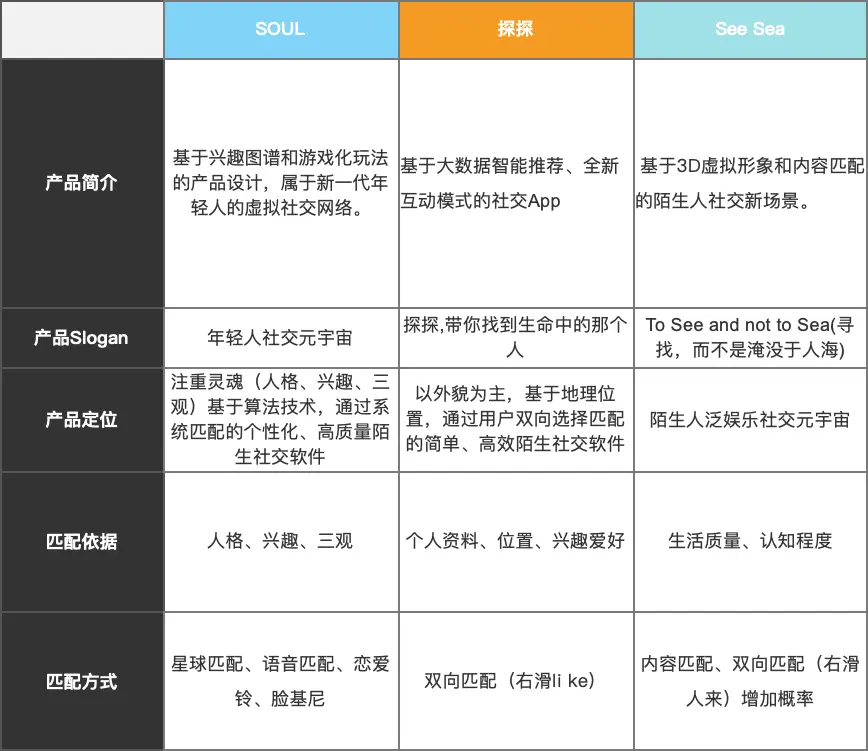 SOUL
探探
See Sea
产品简介
基于兴趣图谱和游戏化玩法
的产品设计，属于新一代年
轻人的虚拟社交网络。
基于大数据智能推荐、全新
互动模式的社交App
基于3D虚拟形象和内容匹配
的陌生人社交新场景。
产品Slogan
年轻人社交元宇宙
探探,带你找到生命中的那个
人
To See and not to Sea(寻
找，而不是淹没于人海)
产品定位
注重灵魂（人格、兴趣、三
观）基于算法技术，通过系
统匹配的个性化、高质量陌
生社交软件
以外貌为主，基于地理位
置，通过用户双向选择匹配
的简单、高效陌生社交软件
陌生人泛娱乐社交元宇宙
匹配依据
人格、兴趣、三观
个人资料、位置、兴趣爱好
生活质量、认知程度
匹配方式
星球匹配、语音匹配、恋爱
铃、脸基尼
双向匹配（右滑li ke）
内容匹配、双向匹配（右滑
人来）增加概率